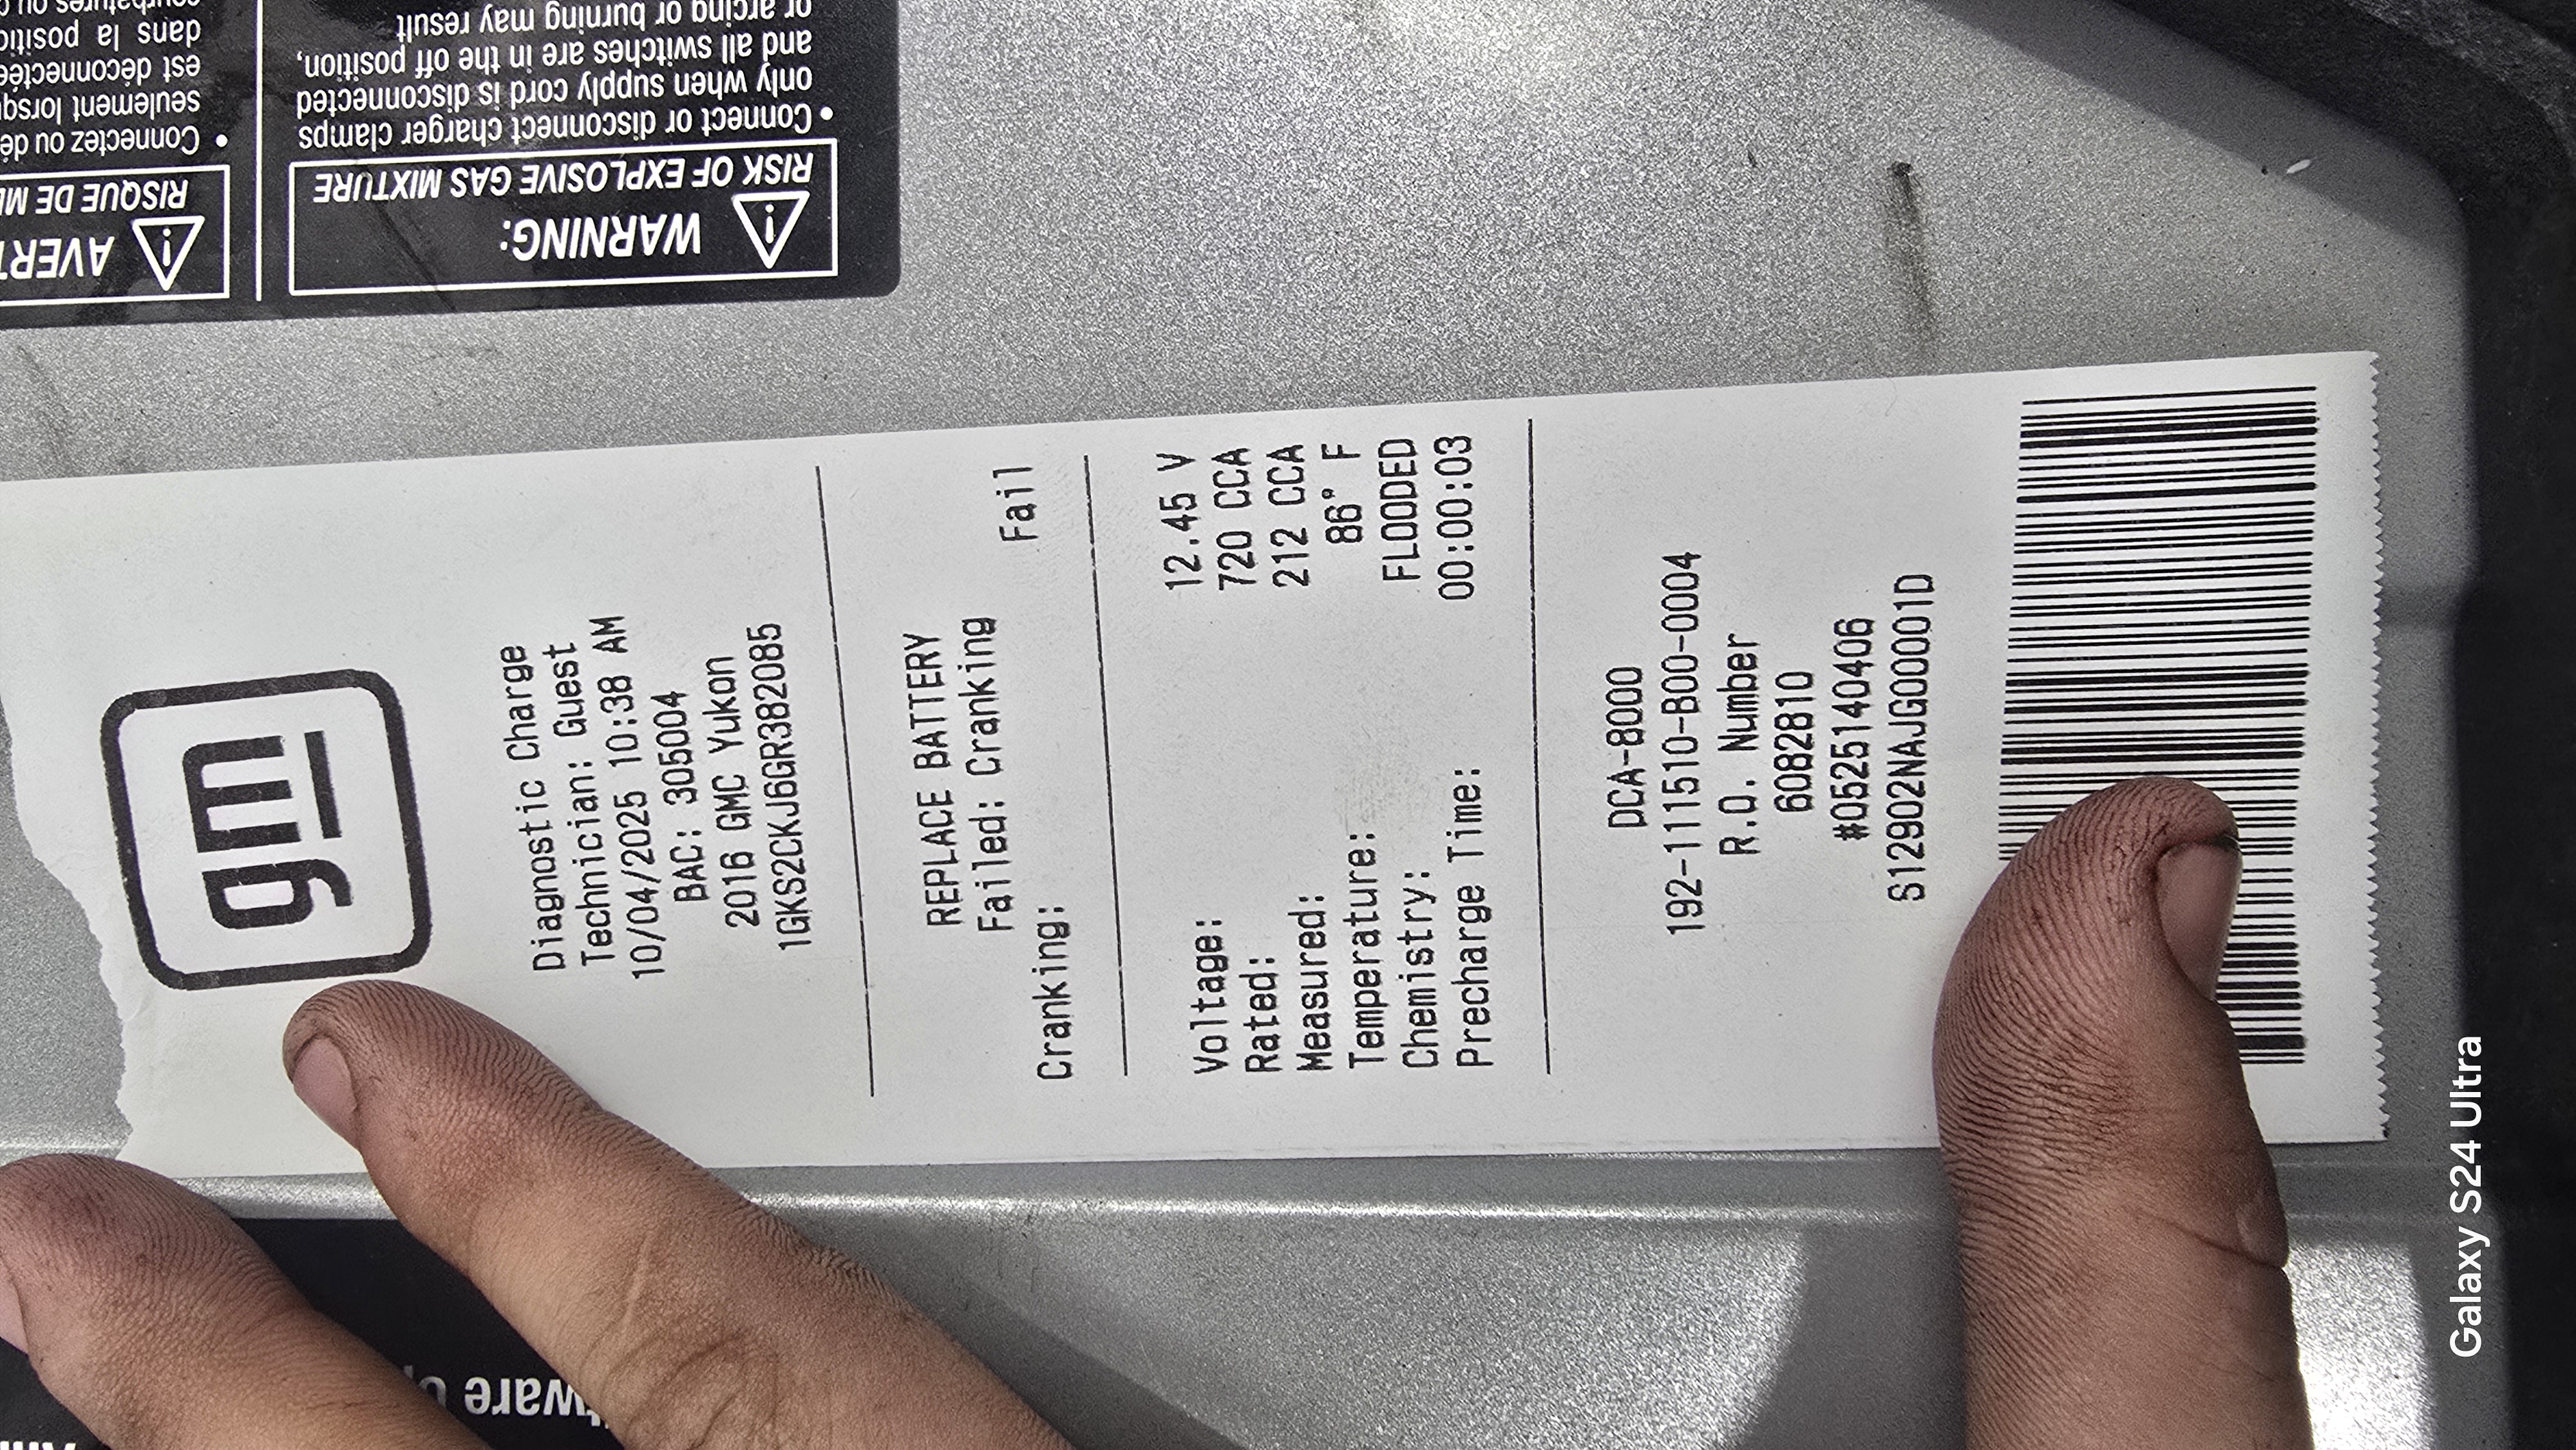 gm
Diagnostic Charge
Technician: Guest
10/04/2025 10:38 AM
BAC: 305004
2016 GMC Yukon
1GKS2CKJ6GR382085
REPLACE BATTERY
Failed: Cranking
Cranking: Fail
Voltage: 12.45 V
Rated: 720 CCA
Measured: 212 CCA
Temperature: 86° F
Chemistry: FLOODED
Precharge Time: 00:00:03
DCA-8000
192-111510-B00-0004
R.O. Number
6082810
#0525140406
S12902NAJG00001D
WARNING:
RISK OF EXPLOSIVE GAS MIXTURE
• Connect or disconnect charger clamps
only when supply cord is disconnected
and all switches are in the off position,
or arcing or burning may result
RISQUE DE
• Connectez ou
seulement
est
dans la
ou
Galaxy S24 Ultra